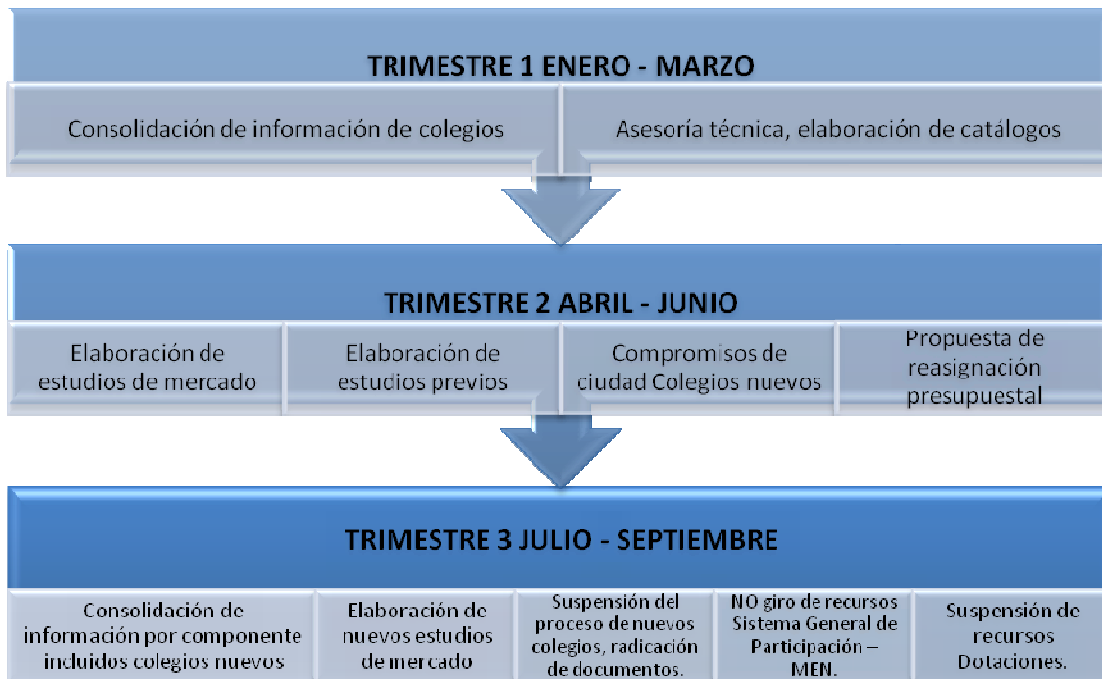 TRIMESTRE 1 ENERO - MARZO
Consolidación de información de colegios
Asesoría técnica, elaboración de catálogos
TRIMESTRE 2 ABRIL - JUNIO
Elaboración de
estudios de mercado
Elaboración de
estudios previos
Compromisos de
ciudad Colegios nuevos
Propuesta de
reasignación
presupuestal
TRIMESTRE 3 JULIO - SEPTIEMBRE
Consolidación de
información por componente
incluidos colegios nuevos
Elaboración de
nuevos estudios
de mercado
Suspensión del
proceso de nuevos
colegios, radicación
de documentos.
NO giro de recursos
Sistema General de
Participación –
MEN.
Suspensión de
recursos
Dotaciones.